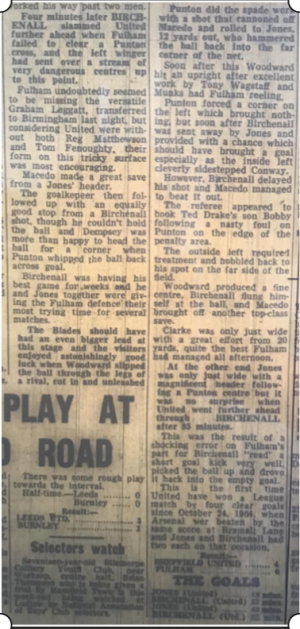 orked his way past two men.
Four minutes later BIRCH-
NALL slammed United
further ahead when Fulham
failed to clear a Punton
cross, and the left winger
had sent over a stream of
very dangerous centres up
to this point.
Fulham undoubtedly seemed
to be missing the versatile
Graham Leggatt, transferred
to Birmingham last night, but
considering United were with-
out both Reg Matthewson
and Tom Fenoughty, their
form on this tricky surface
was most encouraging.
Macedo made a great save
from a Jones' header.
The goalkeeper then fol-
lowed up with an equally
good stop from a Birchenall
shot, though he couldn't hold
the ball and Dempsey was
more than happy to head the
ball for a corner when
Punton whipped the ball back
across goal.
Birchenall was having his
best game for weeks and he
and Jones together were giv-
ing the Fulham defence their
most trying time for several
matches.
The Blades should have
had an even bigger lead at
this stage and the visitors
enjoyed astonishingly good
luck when Woodward slipped
the ball through the legs of
a rival, cut in and unleashed
PLAY AT
ROAD
There was some rough play
towards the interval.
Half-time.—Leeds
Burnley
Result:—
LEEDS UTD.
BURNLEY
Selectors watch
Punton did the spade work
with a shot that cannoned off
Macedo and rolled to Jones,
12 yards out, who hammered
the ball back into the far
corner of the net.
Soon after this Woodward
hit an upright after excellent
work by Tony Wagstaff and
Munks had Fulham reeling.
Punton forced a corner on
the left which brought noth-
ing, but soon after Birchenall
was sent away by Jones and
provided with a chance which
should have brought a goal
especially as the inside left
cleverly sidestepped Conway.
However, Birchenall delayed
his shot and Macedo managed
to beat it out.
The referee appeared to
book Ted Drake's son Bobby
following a nasty foul on
Punton on the edge of the
penalty area.
The outside left required
treatment and hobbled back to
his spot on the far side of the
field.
Woodward produced a fine
centre, Birchenall flung him-
self at the ball, and Macedo
brought off another top-class
save.
Clarke was only just wide
with a great effort from 20
yards, quite the best Fulham
had managed all afternoon.
At the other end Jones
was only just wide with a
magnificent header follow-
ing a Punton centre but it
was no surprise when
United went further ahead
through BIRCHENALL
after 85 minutes.
This was the result of a
shocking error on Fulham's
part for Birchenall "read" a
short goal kick very well,
picked the ball up and drove
it back into the empty goal.
This is the first time
United have won a League
match by four clear goals
since October 24, 1964, when
Arsenal were beaten by the
same score at Bramall Lane
and Jones and Birchenall had
two each on that occasion.
Result:—
SHEFFIELD UNITED
FULHAM
THE GOALS